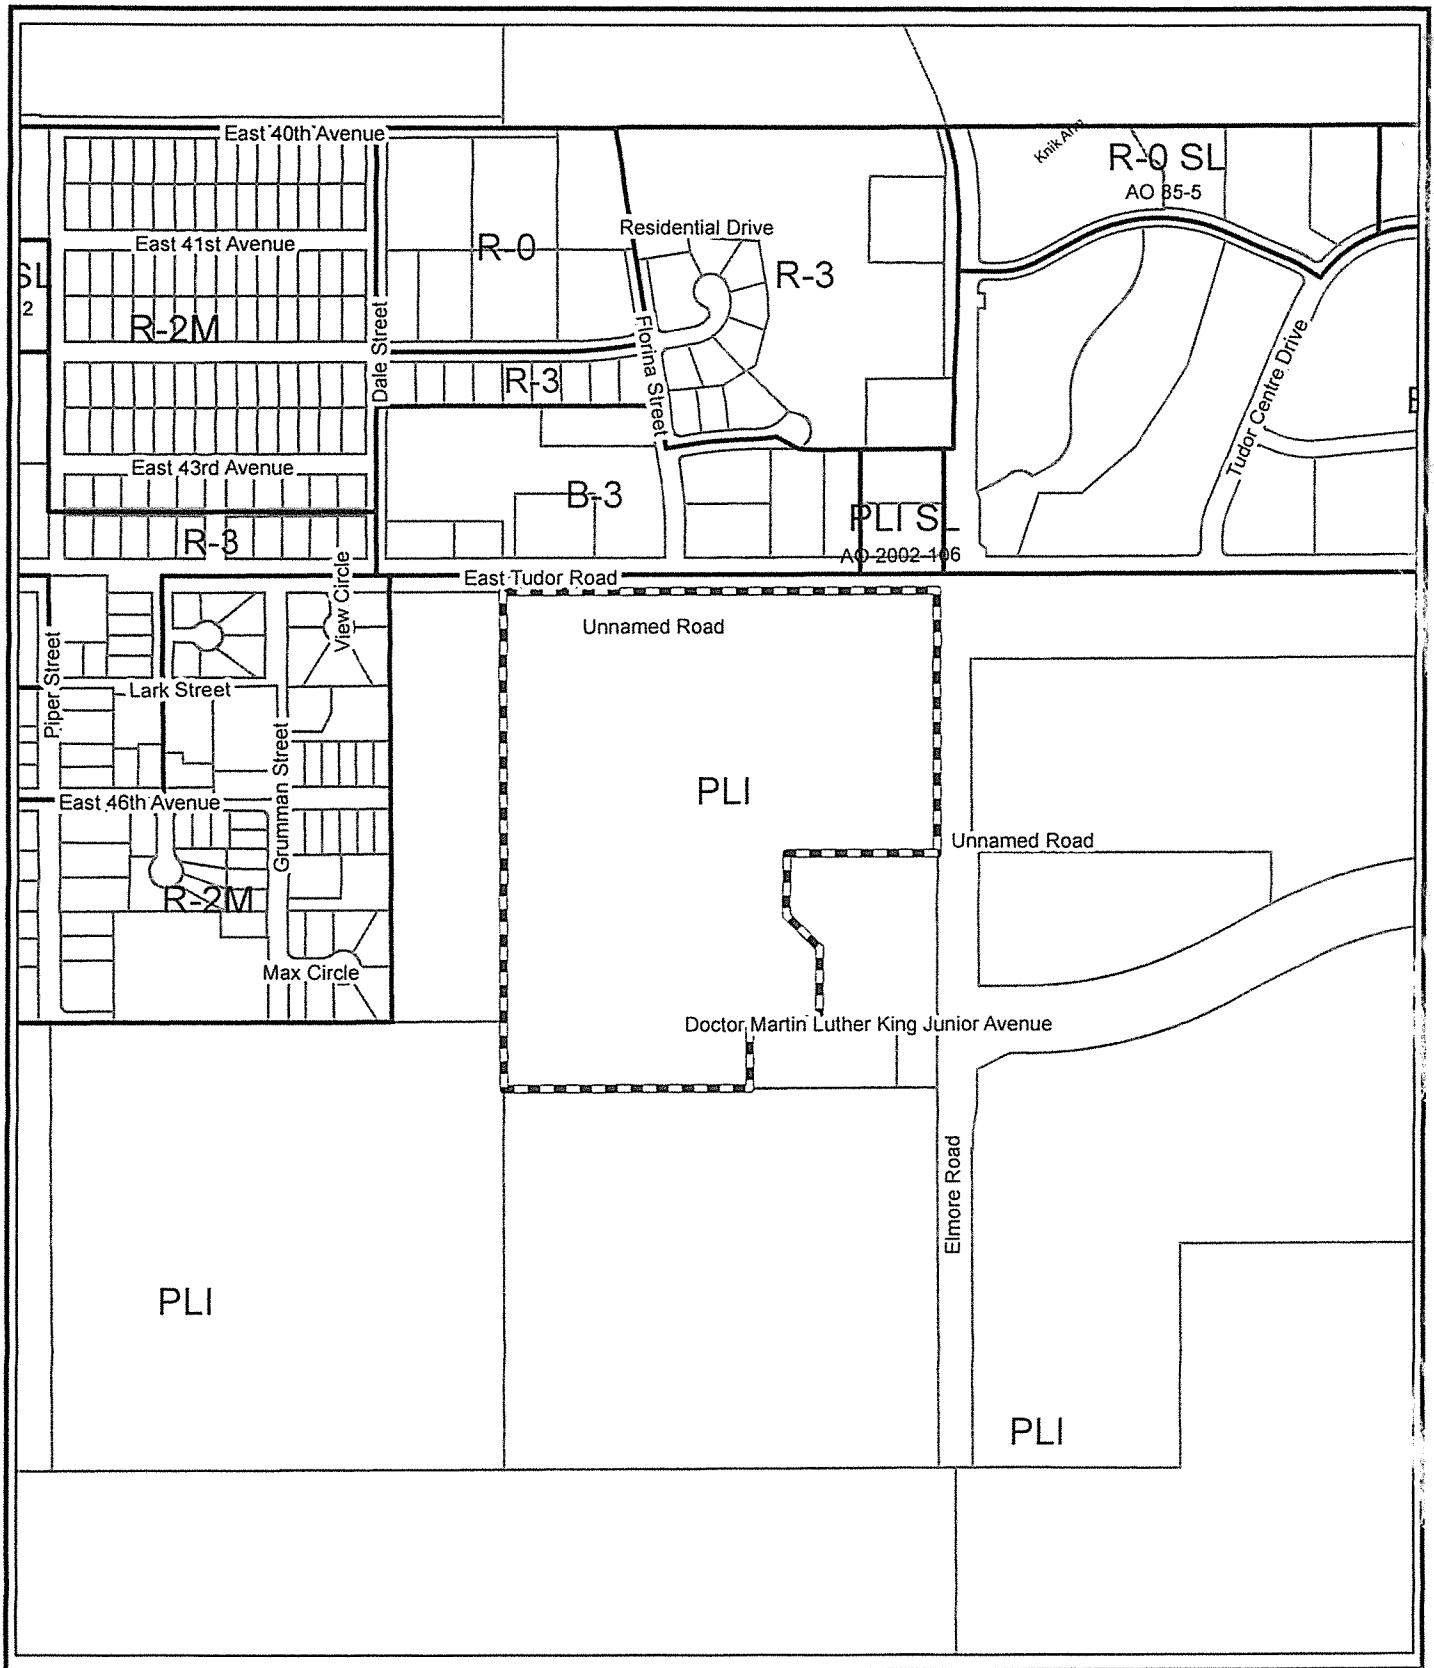 East 40th Avenue
Knik Arm
R-0 SL
AO 85-5
Residential Drive
East 41st Avenue
R-0
R-3
SL
2
R-2M
Dale Street
Florina Street
Tudor Centre Drive
R-3
East 43rd Avenue
B-3
PLI SL
AO 2002-106
R-3
View Circle
East Tudor Road
Unnamed Road
Piper Street
Lark Street
Grumman Street
PLI
East 46th Avenue
Unnamed Road
R-2M
Max Circle
Doctor Martin Luther King Junior Avenue
Elmore Road
PLI
PLI